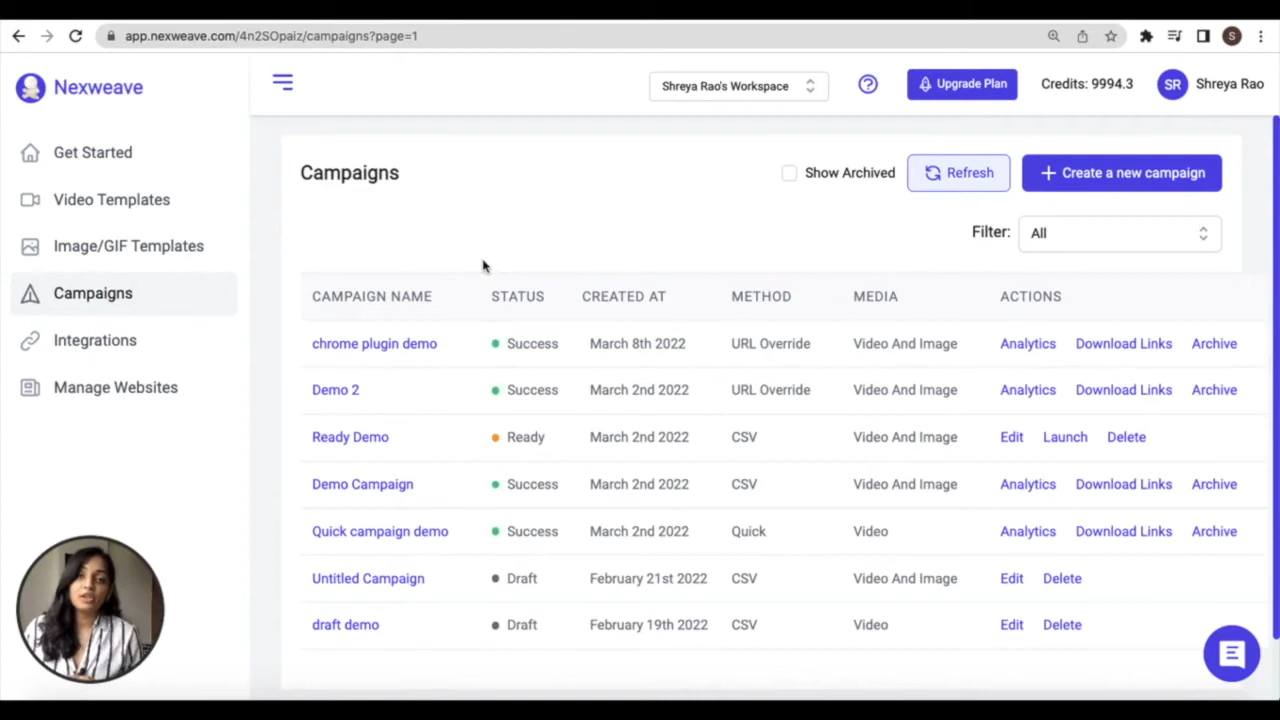 app.nexweave.com/4n2SOpaiz/campaigns?page=1
S
Nexweave
Shreya Rao's Workspace
Upgrade Plan
Credits: 9994.3
SR
Shreya Rao
Get Started
Video Templates
Image/GIF Templates
Campaigns
Integrations
Manage Websites
Campaigns
Show Archived
Refresh
+ Create a new campaign
Filter:
All
CAMPAIGN NAME STATUS CREATED AT METHOD MEDIA ACTIONS
chrome plugin demo Success March 8th 2022 URL Override Video And Image Analytics Download Links Archive
Demo 2 Success March 2nd 2022 URL Override Video And Image Analytics Download Links Archive
Ready Demo Ready March 2nd 2022 CSV Video And Image Edit Launch Delete
Demo Campaign Success March 2nd 2022 CSV Video And Image Analytics Download Links Archive
Quick campaign demo Success March 2nd 2022 Quick Video Analytics Download Links Archive
Untitled Campaign Draft February 21st 2022 CSV Video And Image Edit Delete
draft demo Draft February 19th 2022 CSV Video Edit Delete